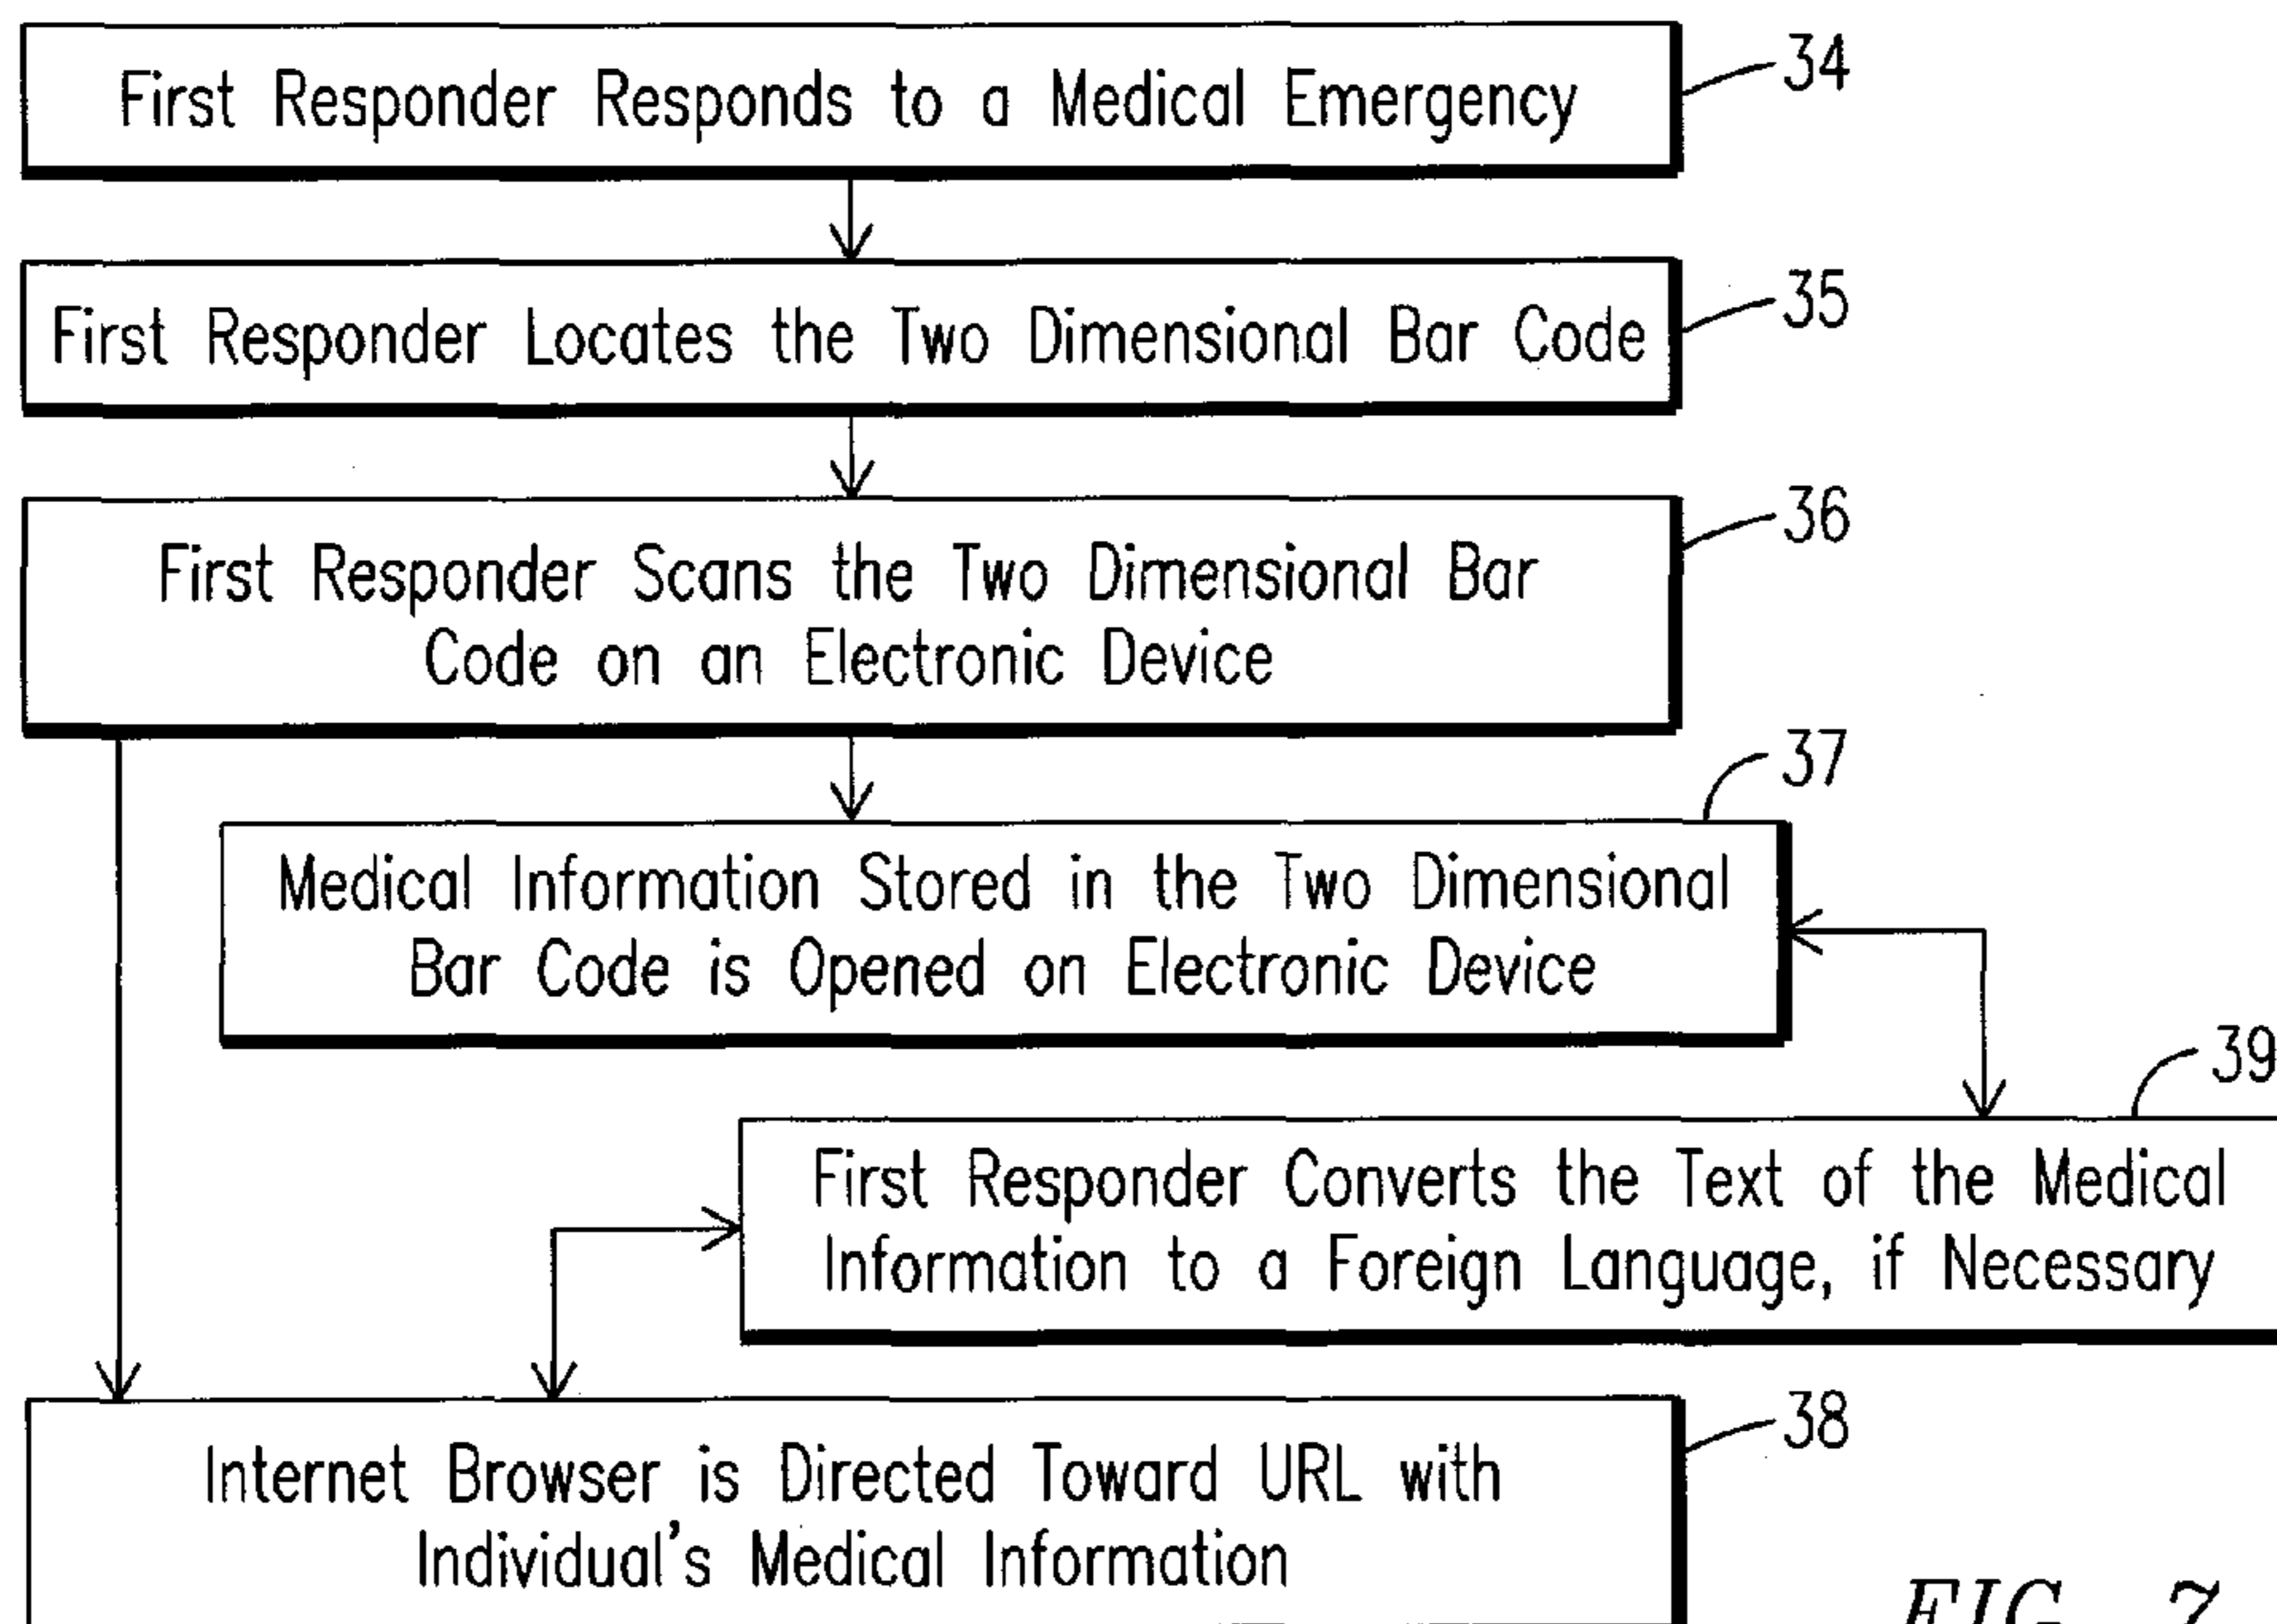 First Responder Responds to a Medical Emergency
34
First Responder Locates the Two Dimensional Bar Code
35
First Responder Scans the Two Dimensional Bar
Code on an Electronic Device
36
Medical Information Stored in the Two Dimensional
Bar Code is Opened on Electronic Device
37
First Responder Converts the Text of the Medical
Information to a Foreign Language, if Necessary
39
Internet Browser is Directed Toward URL with
Individual's Medical Information
38
FIG. 7